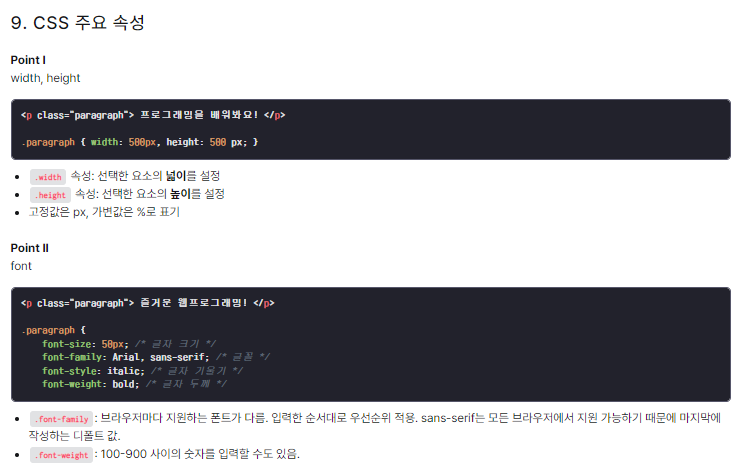 9. CSS 주요 속성
Point I
width, height
<p class="paragraph"> 프로그래밍을 배워봐요! </p>
.paragraph { width: 500px, height: 500 px; }
.width 속성: 선택한 요소의 넓이를 설정
.height 속성: 선택한 요소의 높이를 설정
고정값은 px, 가변값은 %로 표기
Point II
font
<p class="paragraph"> 즐거운 웹프로그래밍! </p>
.paragraph {
font-size: 50px; /* 글자 크기 */
font-family: Arial, sans-serif; /* 글꼴 */
font-style: italic; /* 글자 기울기 */
font-weight: bold; /* 글자 두께 */
.font-family : 브라우저마다 지원하는 폰트가 다름. 입력한 순서대로 우선순위 적용. sans-serif는 모든 브라우저에서 지원 가능하기 때문에 마지막에
작성하는 디폴트 값.
.font-weight : 100-900 사이의 숫자를 입력할 수도 있음.